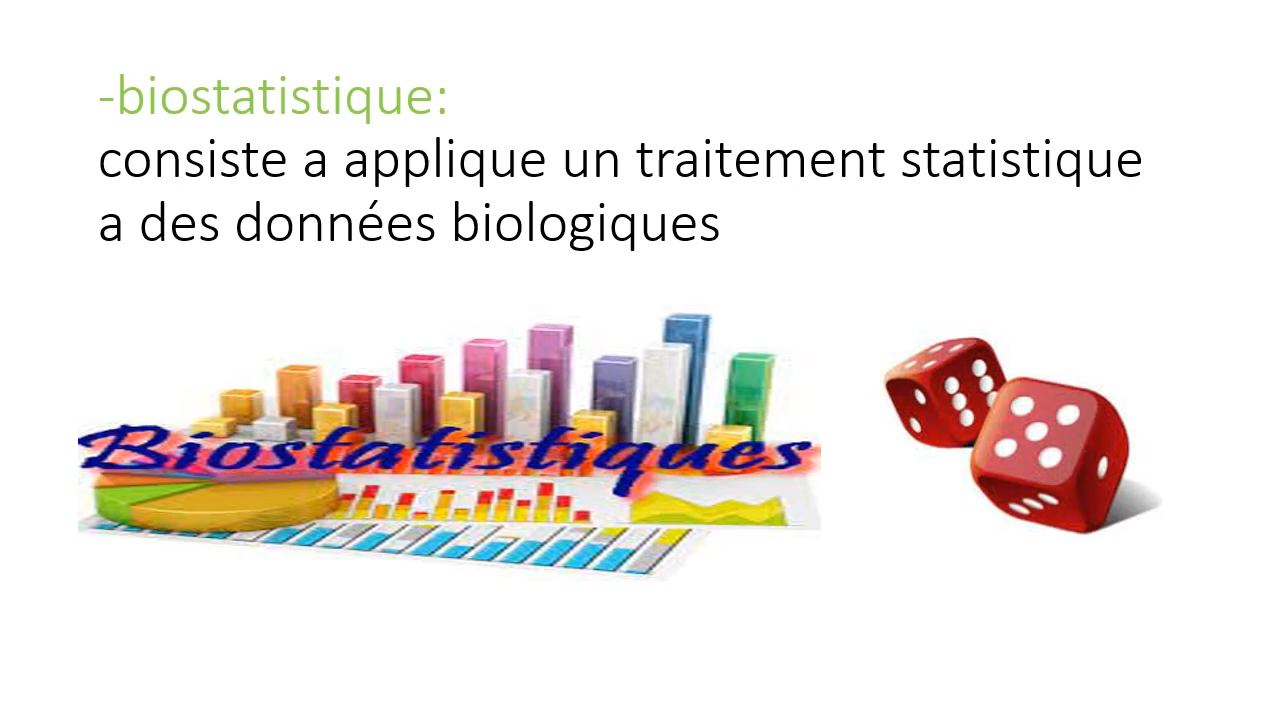 -biostatistique:
consiste a applique un traitement statistique
a des données biologiques
Biostatistiques